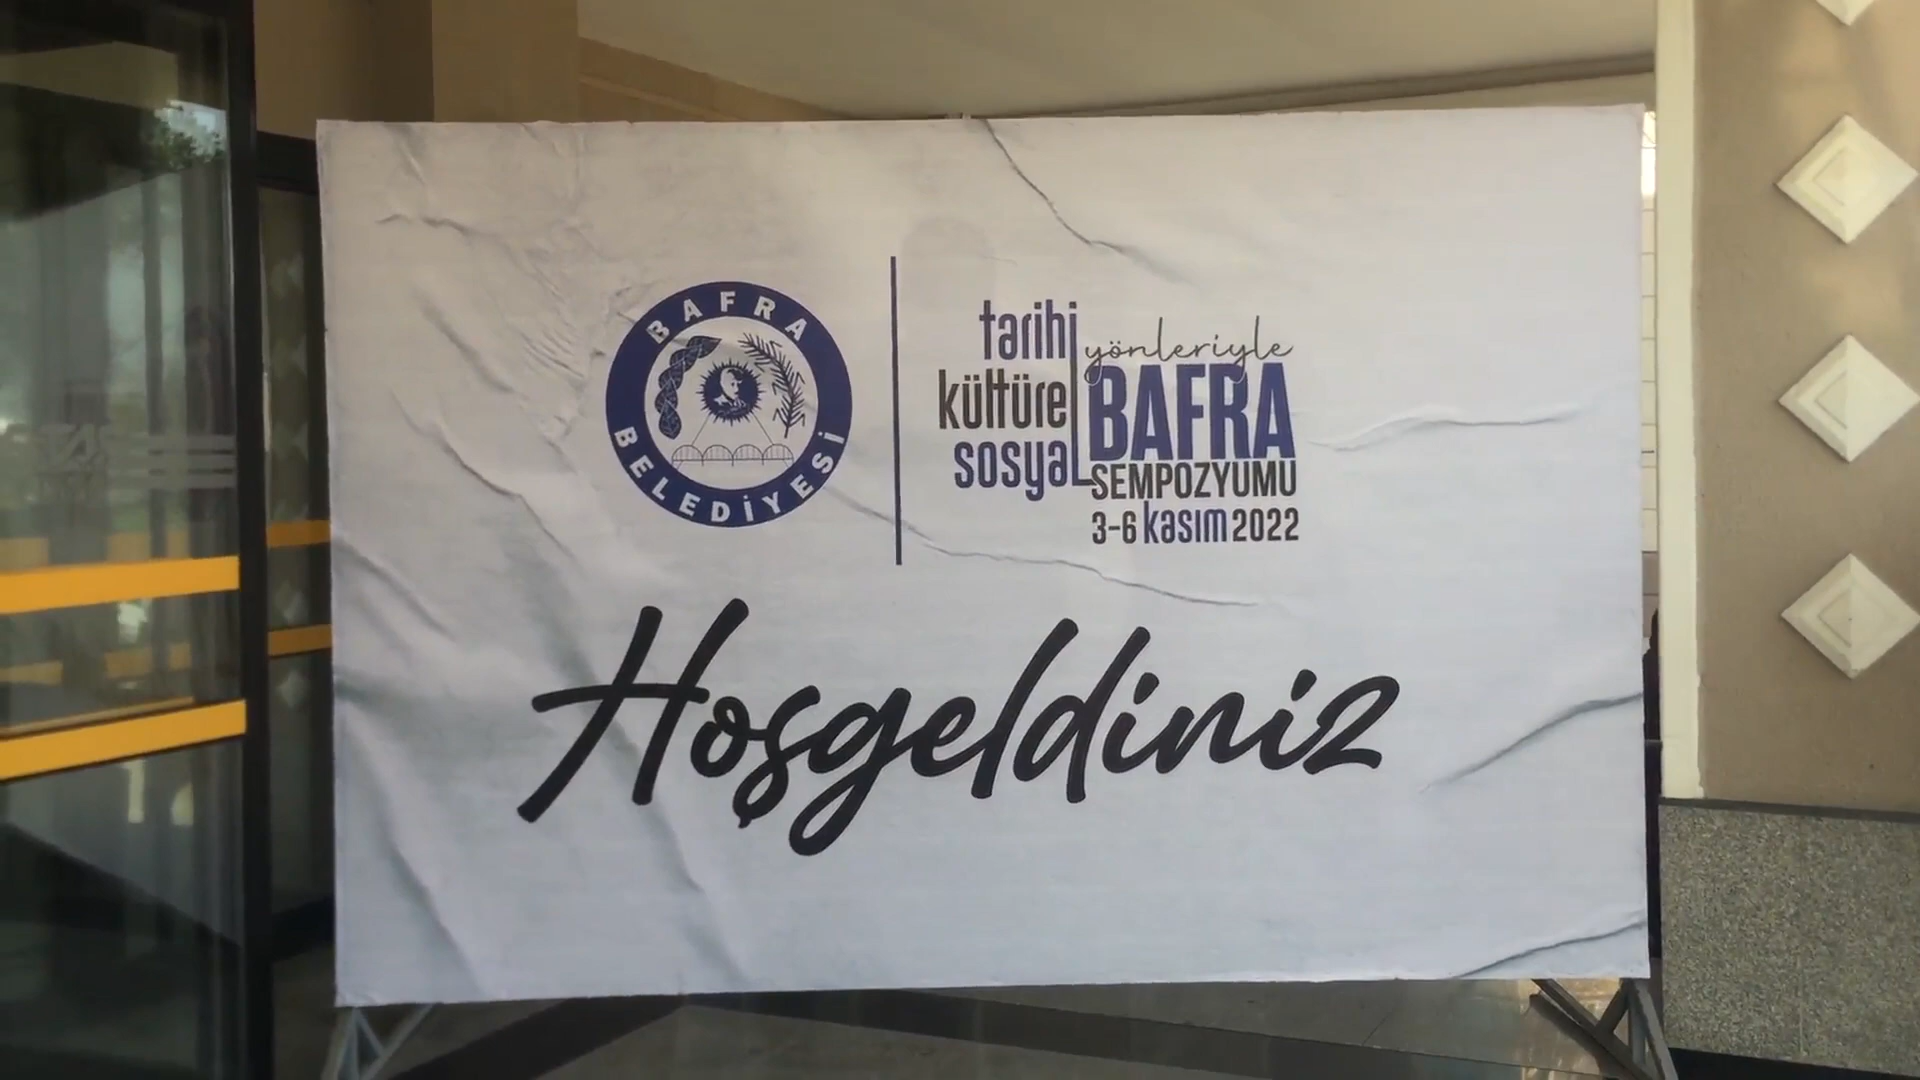 BAFRA
BELEDİYESİ
tarihi
kültürel
sosyal
yönleriyle
BAFRA
SEMPOZYUMU
3-6 kasım 2022
Hoşgeldiniz